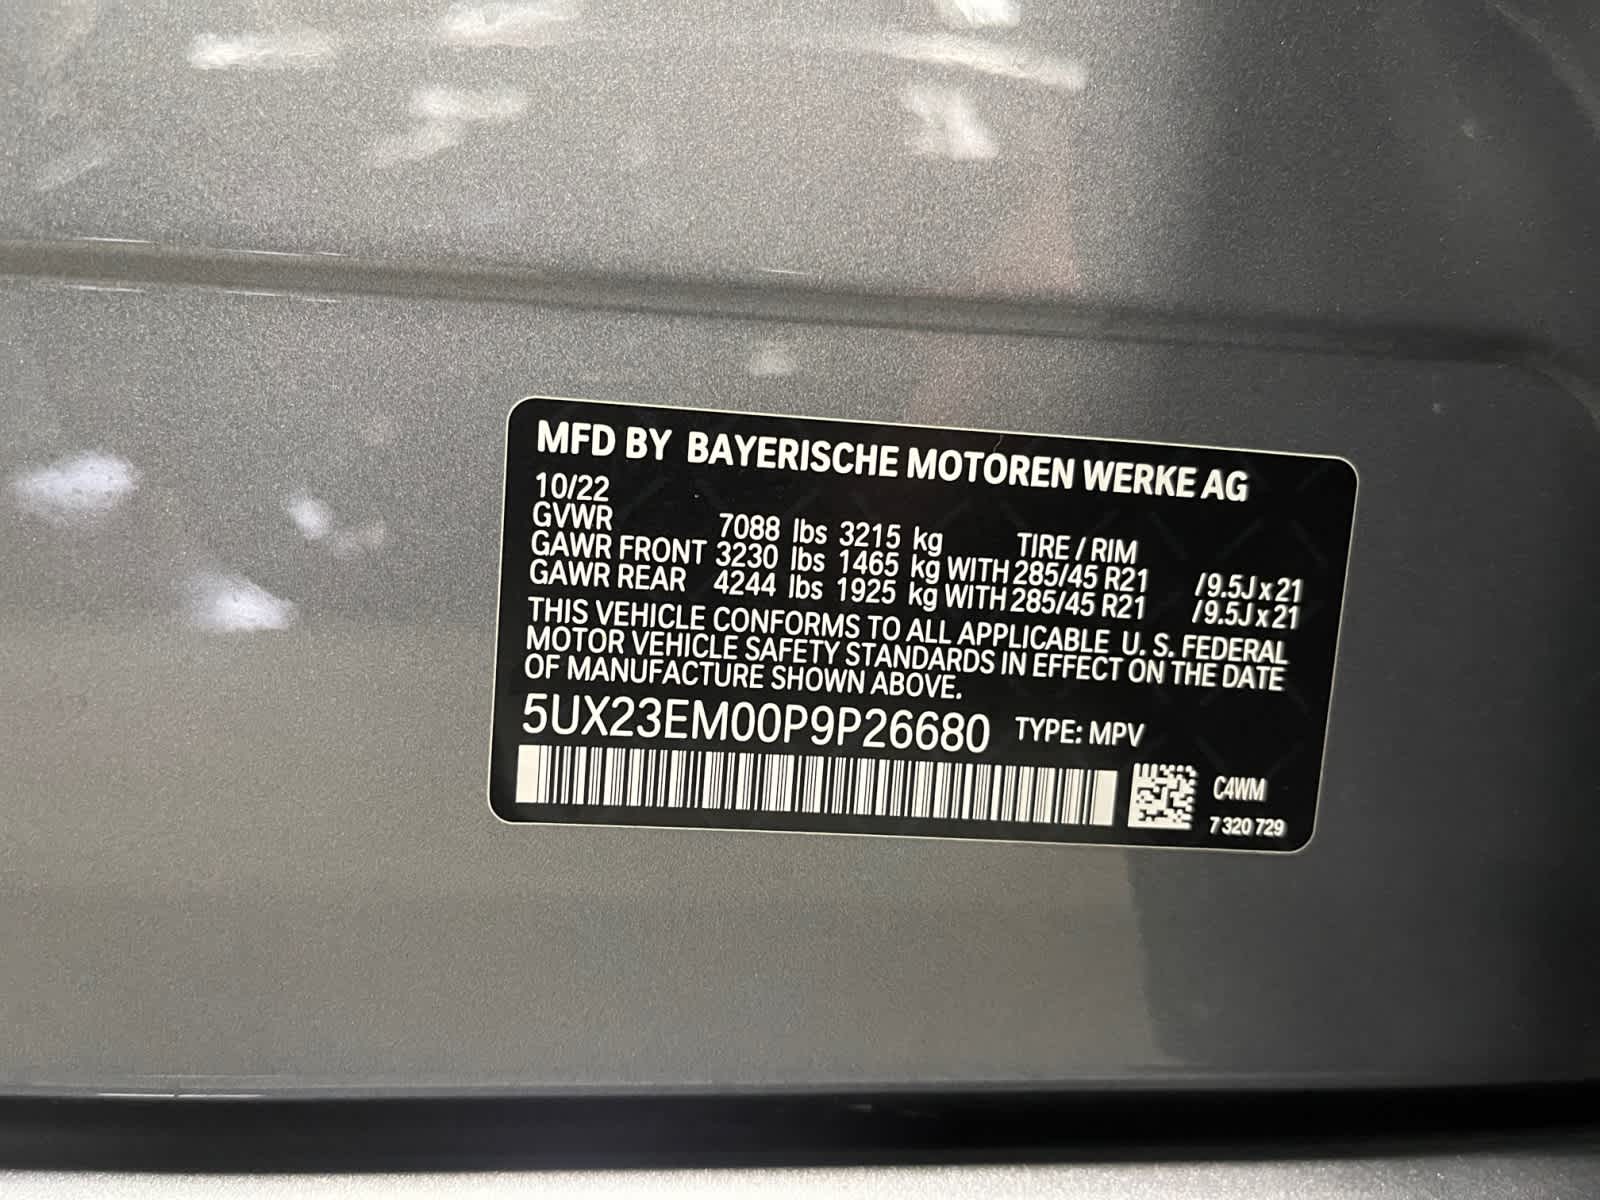 MFD BY BAYERISCHE MOTOREN WERKE AG
10/22
GVWR 7088 lbs 3215 kg TIRE / RIM
GAWR FRONT 3230 lbs 1465 kg WITH 285/45 R21 /9.5J x 21
GAWR REAR 4244 lbs 1925 kg WITH 285/45 R21 /9.5J x 21
THIS VEHICLE CONFORMS TO ALL APPLICABLE U. S. FEDERAL
MOTOR VEHICLE SAFETY STANDARDS IN EFFECT ON THE DATE
OF MANUFACTURE SHOWN ABOVE.
5UX23EM00P9P26680 TYPE: MPV
C4WM
7 320 729